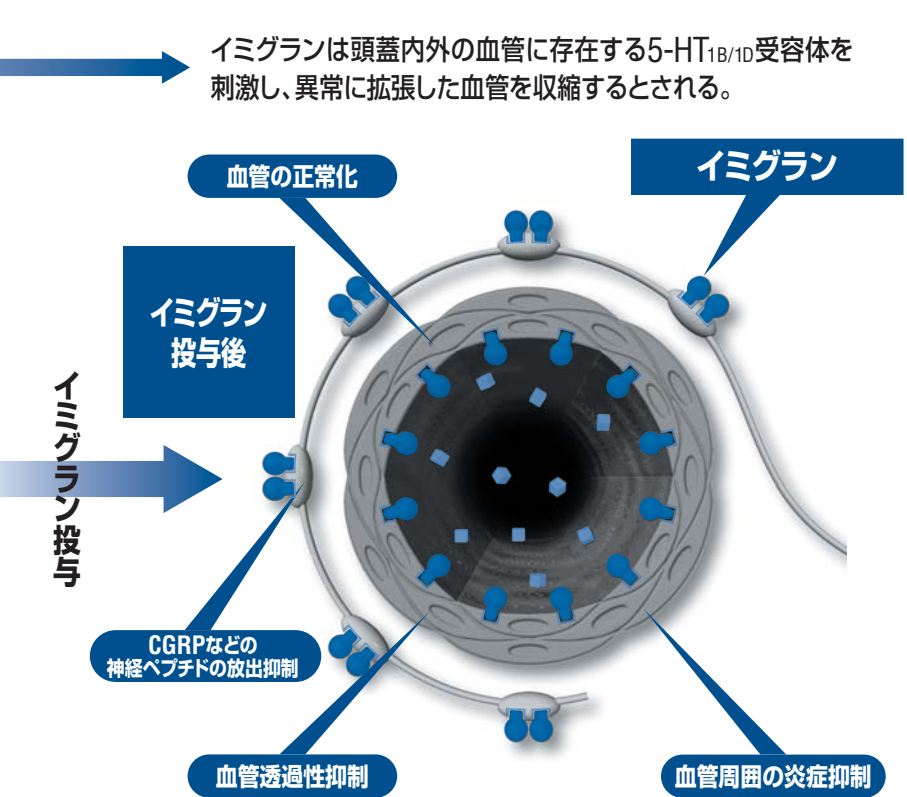 イミグランは頭蓋内外の血管に存在する5-HT1B/1D受容体を
刺激し、異常に拡張した血管を収縮するとされる。
血管の正常化
イミグラン
イミグラン
投与後
イミグラン投与
CGRPなどの
神経ペプチドの放出抑制
血管透過性抑制
血管周囲の炎症抑制